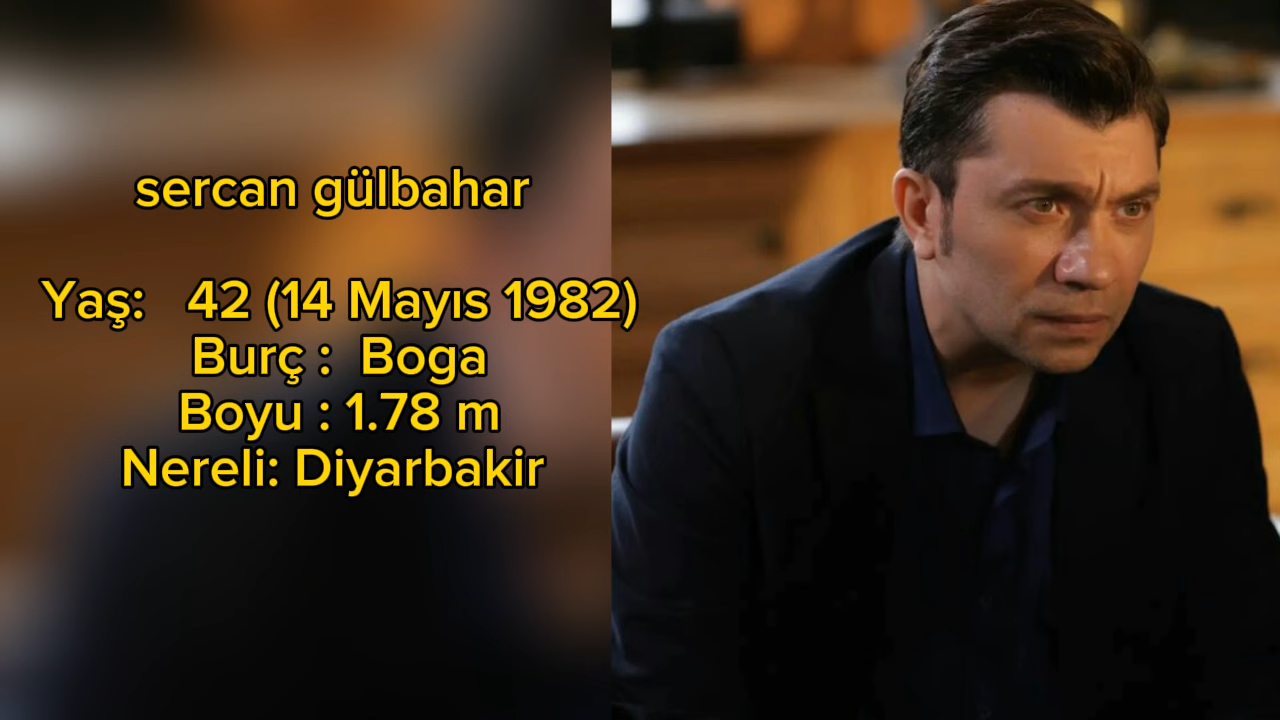 sercan gülbahar
Yaş: 42 (14 Mayıs 1982)
Burç : Boga
Boyu : 1.78 m
Nereli: Diyarbakir